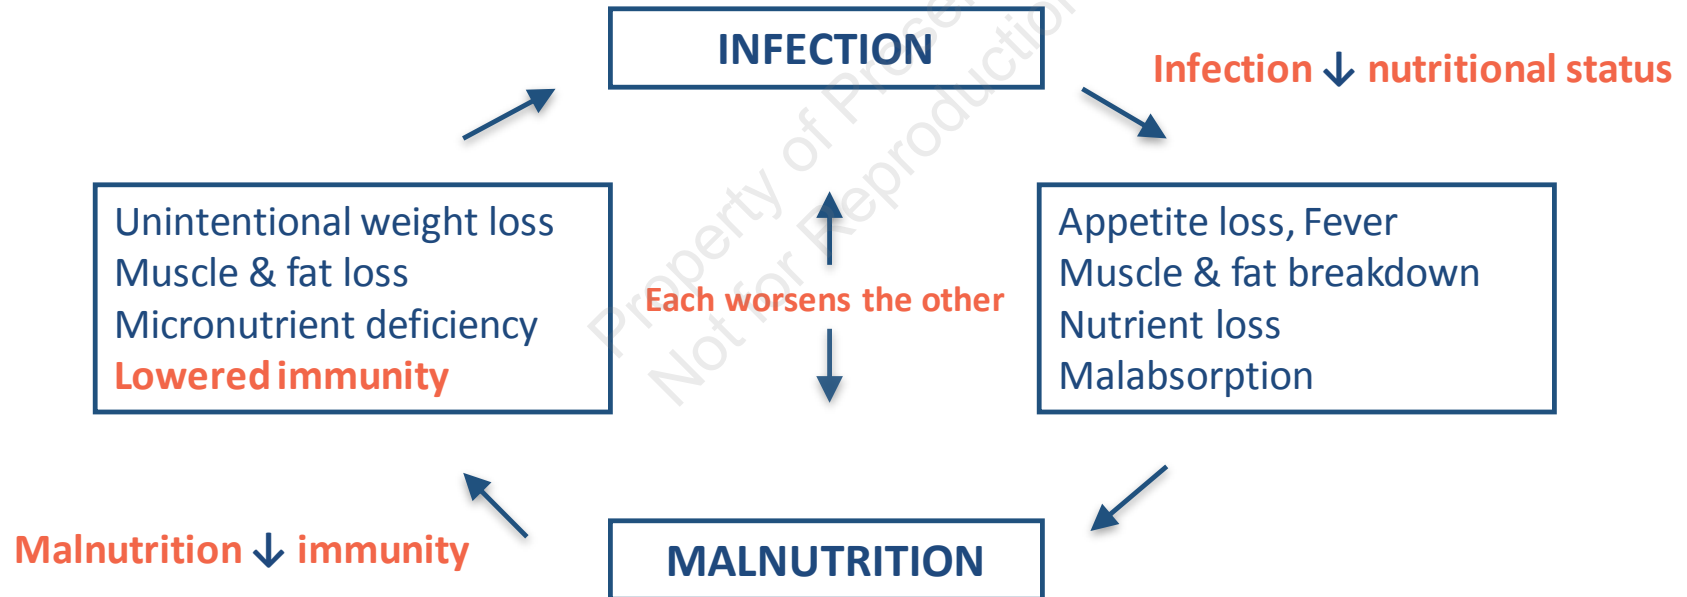 INFECTION
Infection ↓ nutritional status
Unintentional weight loss
Muscle & fat loss
Micronutrient deficiency
Lowered immunity
Each worsens the other
Appetite loss, Fever
Muscle & fat breakdown
Nutrient loss
Malabsorption
Malnutrition ↓ immunity
MALNUTRITION
Property of
Not for Reproduction